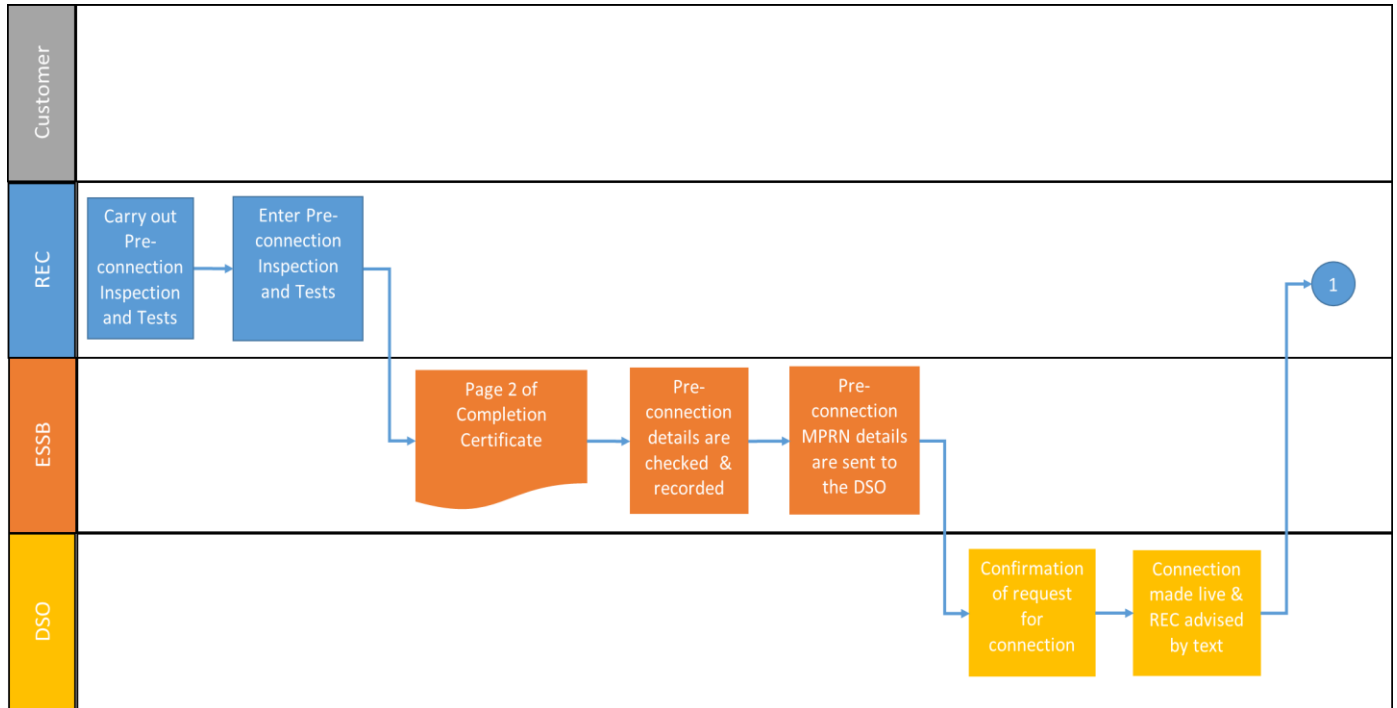 Customer
REC
Carry out
Pre-
connection
Inspection
and Tests
Enter Pre-
connection
Inspection
and Tests
1
ESSB
Page 2 of
Completion
Certificate
Pre-
connection
details are
checked &
recorded
Pre-
connection
MPRN details
are sent to
the DSO
DSO
Confirmation
of request
for
connection
Connection
made live &
REC advised
by text